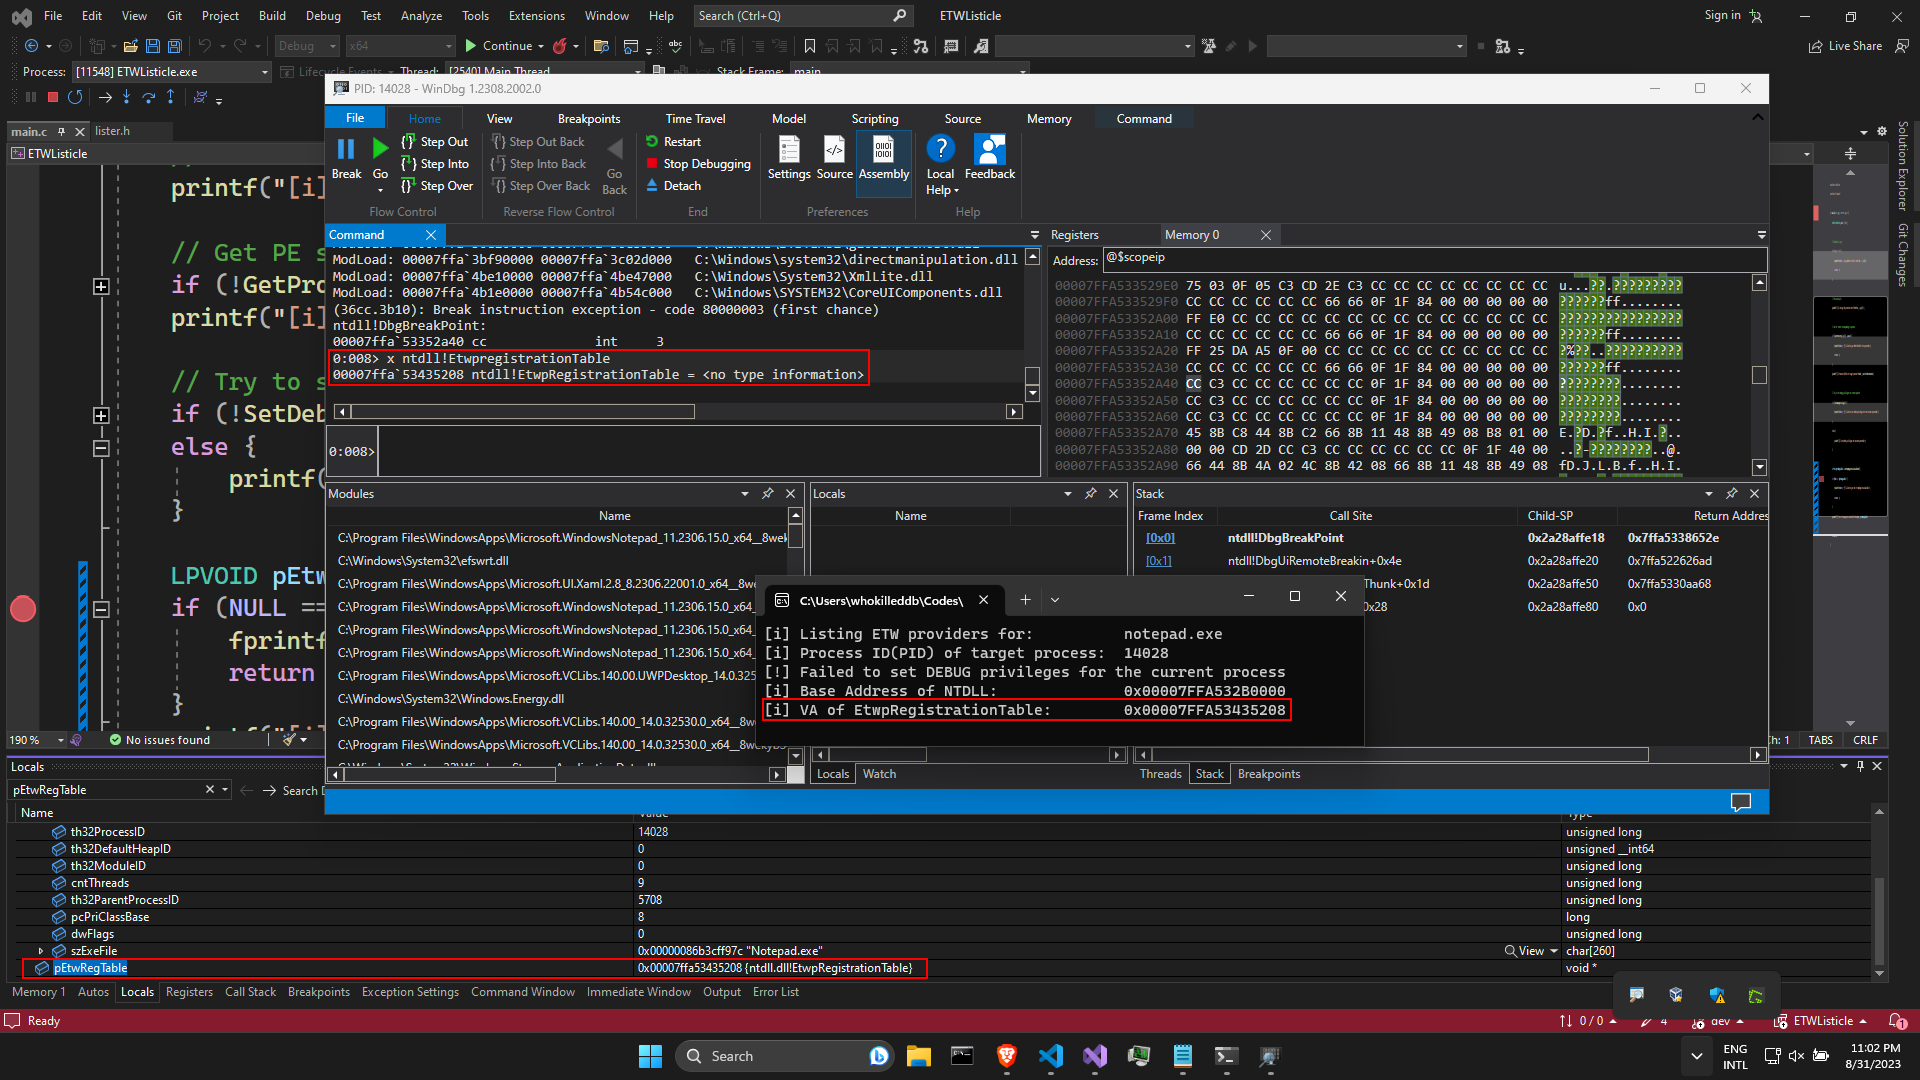 File Edit View Git Project Build Debug Test Analyze Tools Extensions Window Help Search (Ctrl+Q) ETWListicle Sign in
Debug x64 Continue Live Share
Process: [11548] ETWListicle.exe Lifecycle Events Thread: [2540] Main Thread Stack Frame: main
main.c lister.h
ETWListicle
printf("[i]
// Get PE s
if (!GetPro
printf("[i]
// Try to s
if (!SetDeb
else {
printf(
}
LPVOID pEtw
if (NULL ==
fprintf
return
}
190 % No issues found
Ch: 1 TABS CRLF
Solution Explorer
Git Changes
PID: 14028 - WinDbg 1.2308.2002.0
File Home View Breakpoints Time Travel Model Scripting Source Memory Command
Break Go Step Out Step Into Step Over
Flow Control
Step Out Back Step Into Back Step Over Back Go Back
Reverse Flow Control
Restart Stop Debugging Detach
End
Settings Source Assembly
Preferences
Local Help Feedback
Help
Command
ModLoad: 00007ffa`3bf90000 00007ffa`3c02d000 C:\Windows\system32\directmanipulation.dll
ModLoad: 00007ffa`4be10000 00007ffa`4be47000 C:\Windows\System32\XmlLite.dll
ModLoad: 00007ffa`4b1e0000 00007ffa`4b54c000 C:\Windows\SYSTEM32\CoreUIComponents.dll
(36cc.3b10): Break instruction exception - code 80000003 (first chance)
ntdll!DbgBreakPoint:
00007ffa`53352a40 cc int 3
0:008> x ntdll!EtwpregistrationTable
00007ffa`53435208 ntdll!EtwpRegistrationTable = <no type information>
0:008>
Registers Memory 0
Address: @$scopeip
00007FFA533529E0 75 03 0F 05 C3 CD 2E C3 CC CC CC CC CC CC CC CC u...??.?????????
00007FFA533529F0 CC CC CC CC CC CC 66 66 0F 1F 84 00 00 00 00 00 ??????ff........
00007FFA53352A00 FF E0 CC CC CC CC CC CC CC CC CC CC CC CC CC CC ????????????????
00007FFA53352A10 CC CC CC CC CC CC 66 66 0F 1F 84 00 00 00 00 00 ??????ff........
00007FFA53352A20 FF 25 DA A5 0F 00 CC CC CC CC CC CC CC CC CC CC ?%??..??????????
00007FFA53352A30 CC CC CC CC CC CC 66 66 0F 1F 84 00 00 00 00 00 ??????ff........
00007FFA53352A40 CC C3 CC CC CC CC CC CC 0F 1F 84 00 00 00 00 00 ????????........
00007FFA53352A50 CC C3 CC CC CC CC CC CC 0F 1F 84 00 00 00 00 00 ????????........
00007FFA53352A60 CC C3 CC CC CC CC CC CC 0F 1F 84 00 00 00 00 00 ????????........
00007FFA53352A70 45 8B C8 44 8B C2 66 8B 11 48 8B 49 08 B8 01 00 E.?D.?f..H.I.?..
00007FFA53352A80 00 00 CD 2D CC C3 CC CC CC CC CC CC 0F 1F 40 00 ..?-????????..@.
00007FFA53352A90 66 44 8B 4A 02 4C 8B 42 08 66 8B 11 48 8B 49 08 fD.J.L.B.f..H.I.
Modules
Name
C:\Program Files\WindowsApps\Microsoft.WindowsNotepad_11.2306.15.0_x64__8wek
C:\Windows\System32\efswrt.dll
C:\Program Files\WindowsApps\Microsoft.UI.Xaml.2.8_8.2306.22001.0_x64__8we
C:\Program Files\WindowsApps\Microsoft.WindowsNotepad_11.2306.15.0_x64_
C:\Program Files\WindowsApps\Microsoft.WindowsNotepad_11.2306.15.0_x64_
C:\Program Files\WindowsApps\Microsoft.WindowsNotepad_11.2306.15.0_x64_
C:\Program Files\WindowsApps\Microsoft.VCLibs.140.00.UWPDesktop_14.0.325
C:\Windows\System32\Windows.Energy.dll
C:\Program Files\WindowsApps\Microsoft.VCLibs.140.00_14.0.32530.0_x64__8we
C:\Program Files\WindowsApps\Microsoft.VCLibs.140.00_14.0.32530.0_x64__8wekyb3
Locals
Name
Locals Watch
Stack
Frame Index Call Site Child-SP Return Addres
[0x0] ntdll!DbgBreakPoint 0x2a28affe18 0x7ffa5338652e
[0x1] ntdll!DbgUiRemoteBreakin+0x4e 0x2a28affe20 0x7ffa522626ad
Thunk+0x1d 0x2a28affe50 0x7ffa5330aa68
0x28 0x2a28affe80 0x0
Threads Stack Breakpoints
C:\Users\whokilleddb\Codes\
[i] Listing ETW providers for: notepad.exe
[i] Process ID(PID) of target process: 14028
[!] Failed to set DEBUG privileges for the current process
[i] Base Address of NTDLL: 0x00007FFA532B0000
[i] VA of EtwpRegistrationTable: 0x00007FFA53435208
Locals
pEtwRegTable Search D
Name Value Type
th32ProcessID 14028 unsigned long
th32DefaultHeapID 0 unsigned __int64
th32ModuleID 0 unsigned long
cntThreads 9 unsigned long
th32ParentProcessID 5708 unsigned long
pcPriClassBase 8 long
dwFlags 0 unsigned long
szExeFile 0x00000086b3cff97c "Notepad.exe" View char[260]
pEtwRegTable 0x00007ffa53435208 {ntdll.dll!EtwpRegistrationTable} void *
Memory 1 Autos Locals Registers Call Stack Breakpoints Exception Settings Command Window Immediate Window Output Error List
Ready 0 / 0 4 dev ETWListicle 1
Search
ENG
INTL
11:02 PM
8/31/2023